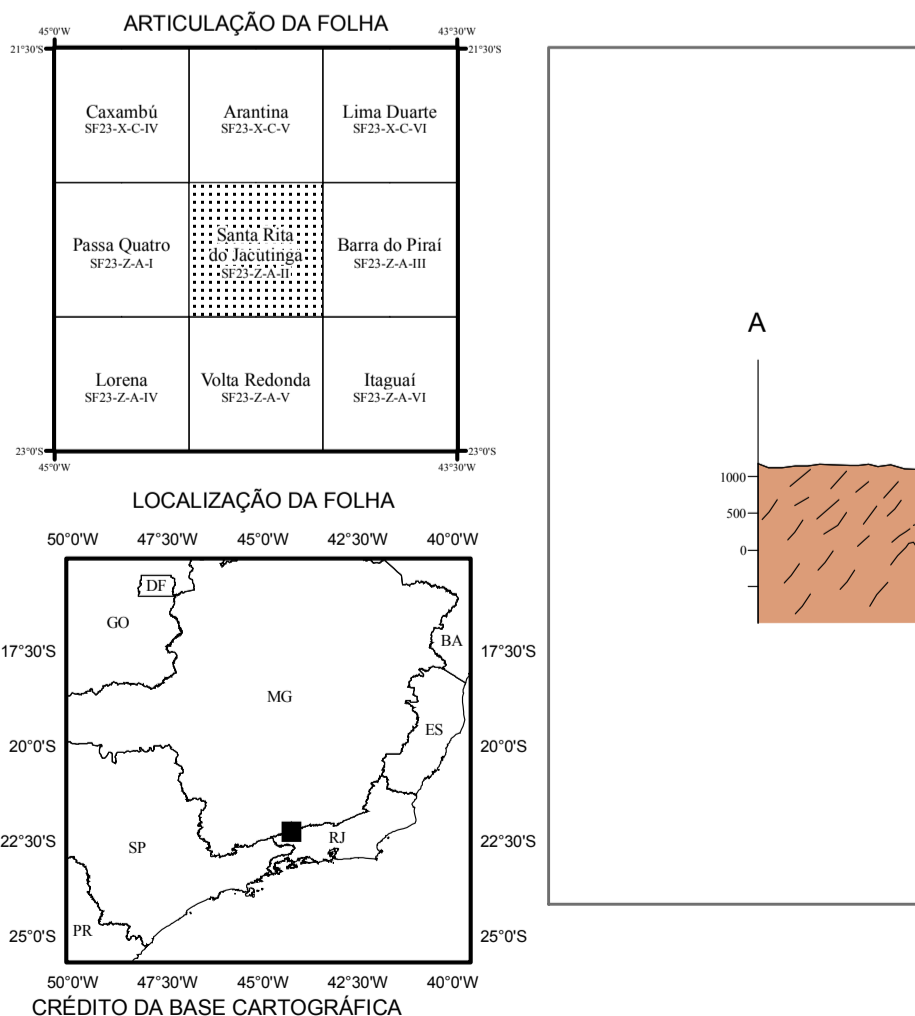 ARTICULAÇÃO DA FOLHA
45°0'W
43°30'W
21°30'S
21°30'S
Caxambú
SF23-X-C-IV
Arantina
SF23-X-C-V
Lima Duarte
SF23-X-C-VI
Passa Quatro
SF23-Z-A-I
Santa Rita
do Jacutinga
SF23-Z-A-II
Barra do Piraí
SF23-Z-A-III
Lorena
SF23-Z-A-IV
Volta Redonda
SF23-Z-A-V
Itaguaí
SF23-Z-A-VI
23°0'S
23°0'S
45°0'W
43°30'W
LOCALIZAÇÃO DA FOLHA
50°0'W 47°30'W 45°0'W 42°30'W 40°0'W
DF
GO
BA
17°30'S
17°30'S
MG
ES
20°0'S
20°0'S
22°30'S
22°30'S
SP
RJ
PR
25°0'S
25°0'S
50°0'W 47°30'W 45°0'W 42°30'W 40°0'W
CRÉDITO DA BASE CARTOGRÁFICA
A
1000
500
0